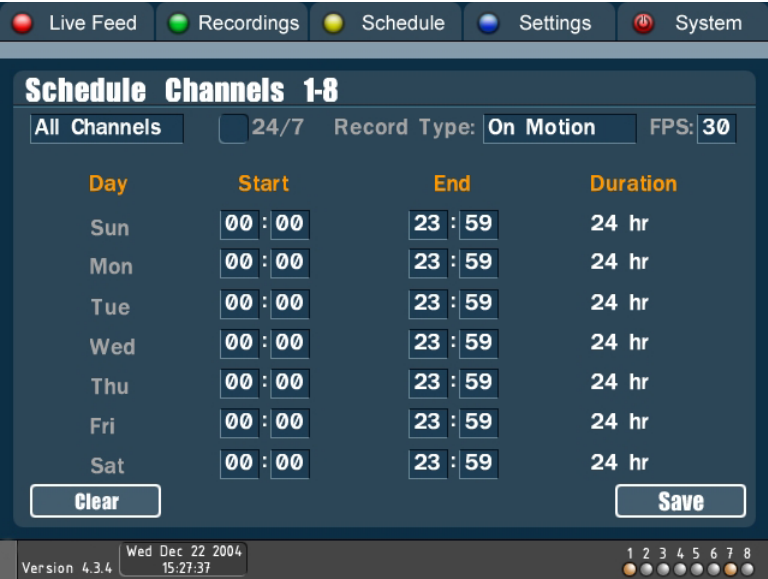 Live Feed Recordings Schedule Settings System
Schedule Channels 1-8
All Channels 24/7 Record Type: On Motion FPS: 30
Day Start End Duration
Sun 00:00 23:59 24 hr
Mon 00:00 23:59 24 hr
Tue 00:00 23:59 24 hr
Wed 00:00 23:59 24 hr
Thu 00:00 23:59 24 hr
Fri 00:00 23:59 24 hr
Sat 00:00 23:59 24 hr
Clear Save
Wed Dec 22 2004 1 2 3 4 5 6 7 8
Version 4.3.4 15:27:37